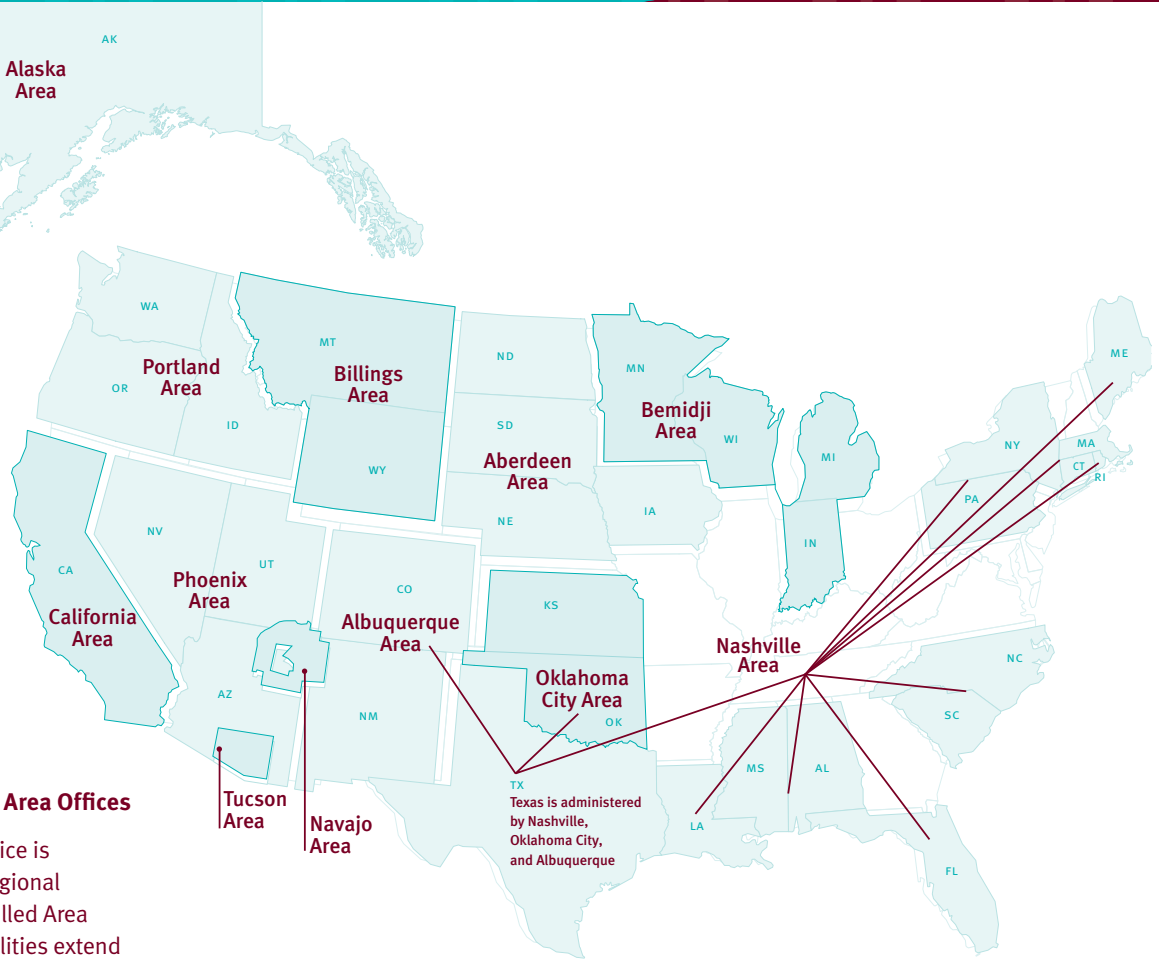 AK
Alaska
Area
WA
OR
Portland
Area
ID
MT
Billings
Area
WY
ND
SD
Aberdeen
Area
NE
MN
Bemidji
Area
WI
MI
IA
IN
ME
NY
MA
CT
RI
PA
NV
UT
Phoenix
Area
CA
California
Area
CO
Albuquerque
Area
KS
Oklahoma
City Area
OK
Nashville
Area
NC
SC
AZ
NM
MS
AL
LA
FL
TX
Texas is administered
by Nashville,
Oklahoma City,
and Albuquerque
Tucson
Area
Navajo
Area
Area Offices
ice is
gional
lled Area
lities extend